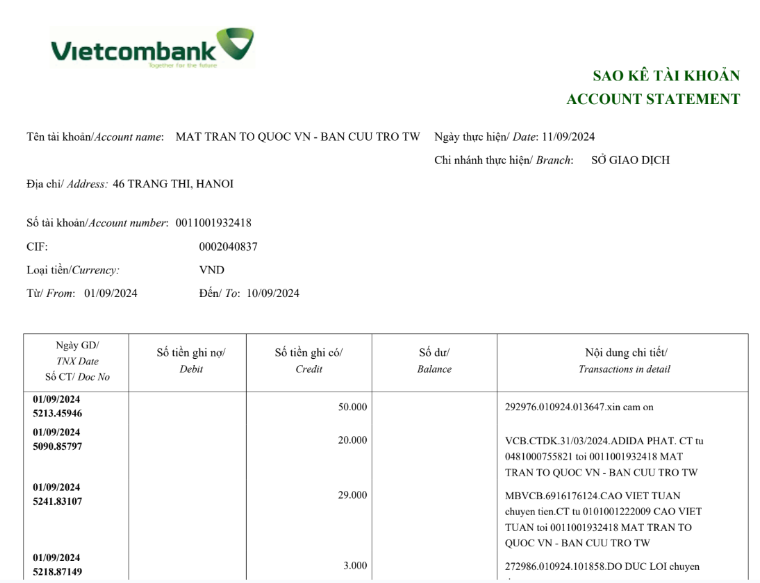 Vietcombank
Together for the future
SAO KÊ TÀI KHOẢN
ACCOUNT STATEMENT
Tên tài khoản/Account name: MAT TRAN TO QUOC VN - BAN CUU TRO TW
Ngày thực hiện/ Date: 11/09/2024
Chi nhánh thực hiện/ Branch: SỞ GIAO DỊCH
Địa chỉ/ Address: 46 TRANG THI, HANOI
Số tài khoản/Account number: 0011001932418
CIF: 0002040837
Loại tiền/Currency: VND
Từ/ From: 01/09/2024 Đến/ To: 10/09/2024
Ngày GD/
TNX Date
Số CT/ Doc No
Số tiền ghi nợ/
Debit
Số tiền ghi có/
Credit
Số dư/
Balance
Nội dung chi tiết/
Transactions in detail
01/09/2024
5213.45946
50.000
292976.010924.013647.xin cam on
01/09/2024
5090.85797
20.000
VCB.CTDK.31/03/2024.ADIDA PHAT. CT tu
0481000755821 toi 0011001932418 MAT
TRAN TO QUOC VN - BAN CUU TRO TW
01/09/2024
5241.83107
29.000
MBVCB.6916176124.CAO VIET TUAN
chuyen tien.CT tu 0101001222009 CAO VIET
TUAN toi 0011001932418 MAT TRAN TO
QUOC VN - BAN CUU TRO TW
01/09/2024
5218.87149
3.000
272986.010924.101858.DO DUC LOI chuyen